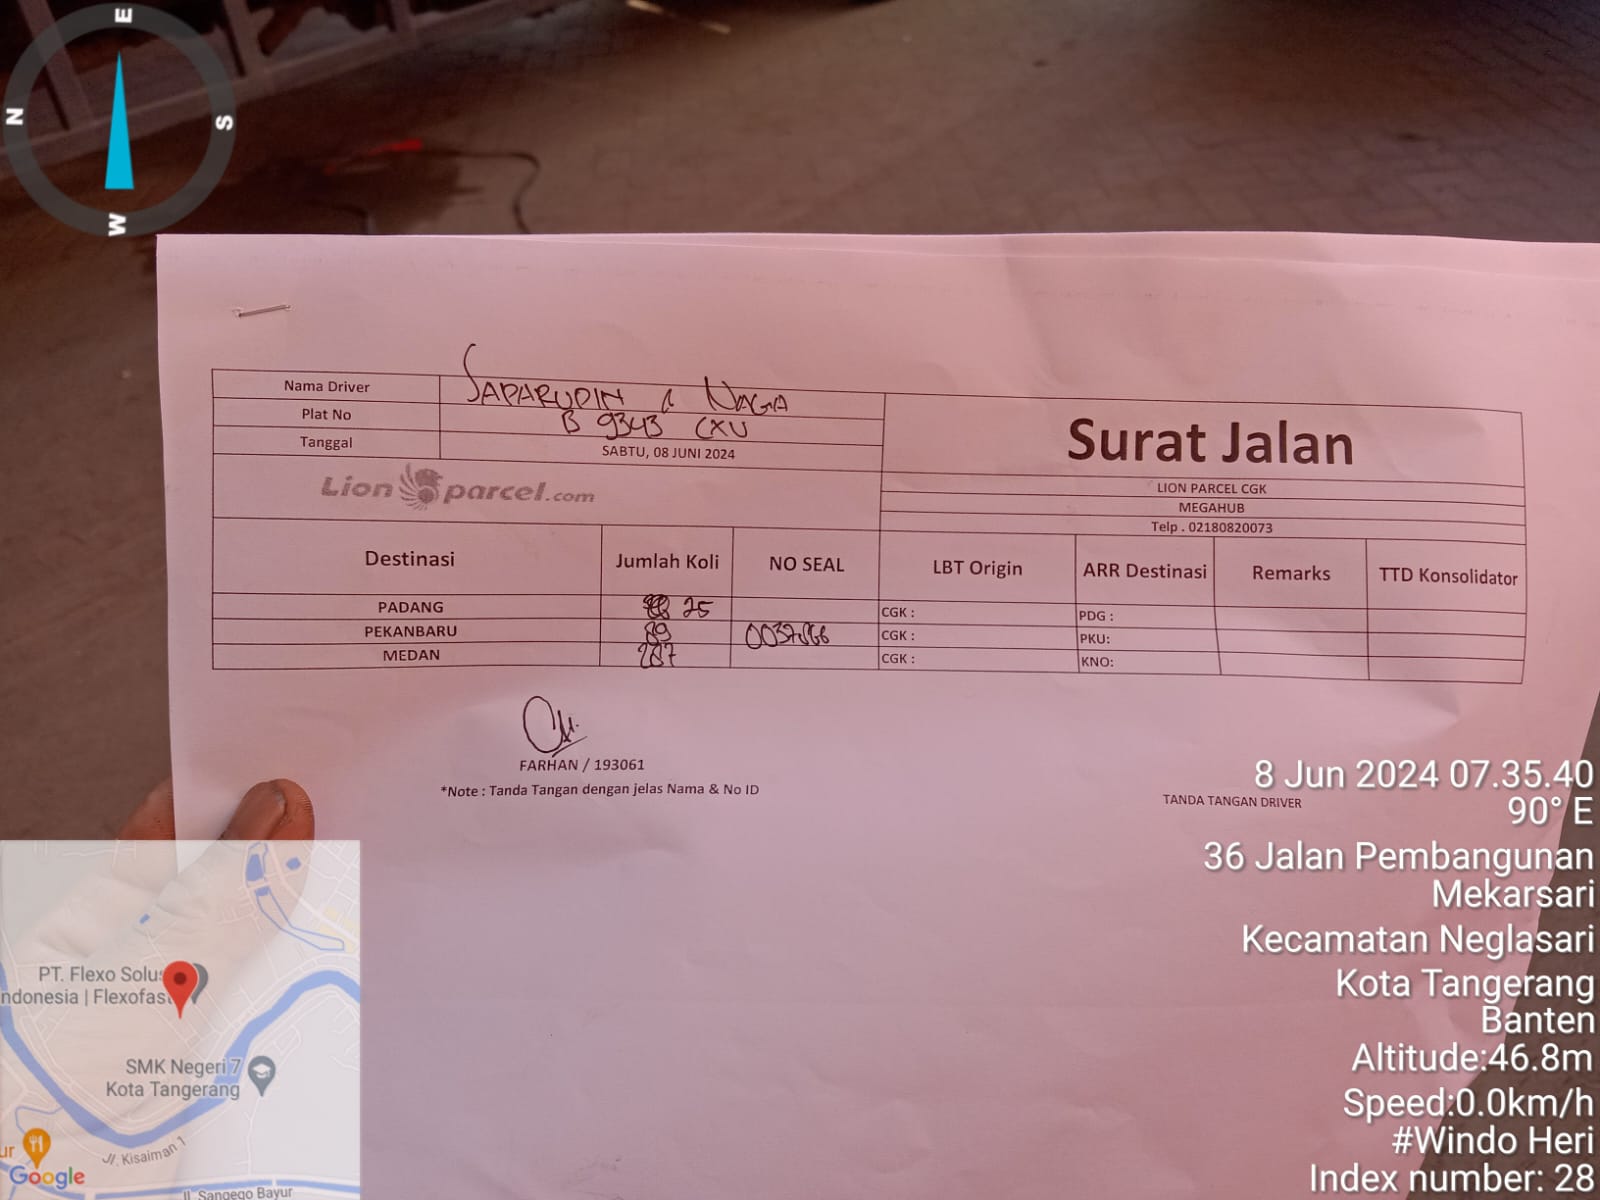 E
N
S
W
Nama Driver SAPARUDIN & NAGA
Plat No B 9343 CXU
Tanggal SABTU, 08 JUNI 2024
Surat Jalan
Lion parcel.com
LION PARCEL CGK
MEGAHUB
Telp . 02180820073
Destinasi Jumlah Koli NO SEAL LBT Origin ARR Destinasi Remarks TTD Konsolidator
PADANG 25 CGK : PDG :
PEKANBARU 89 CGK : PKU:
MEDAN 287 CGK : KNO:
FARHAN / 193061
*Note : Tanda Tangan dengan jelas Nama & No ID
TANDA TANGAN DRIVER
8 Jun 2024 07.35.40
90° E
36 Jalan Pembangunan
Mekarsari
Kecamatan Neglasari
Kota Tangerang
Banten
Altitude:46.8m
Speed:0.0km/h
#Windo Heri
Index number: 28
PT. Flexo Solus
ndonesia | Flexofast
SMK Negeri 7
Kota Tangerang
ur
Jl. Kisaiman 1
Google
Jl. Sangego Bayur